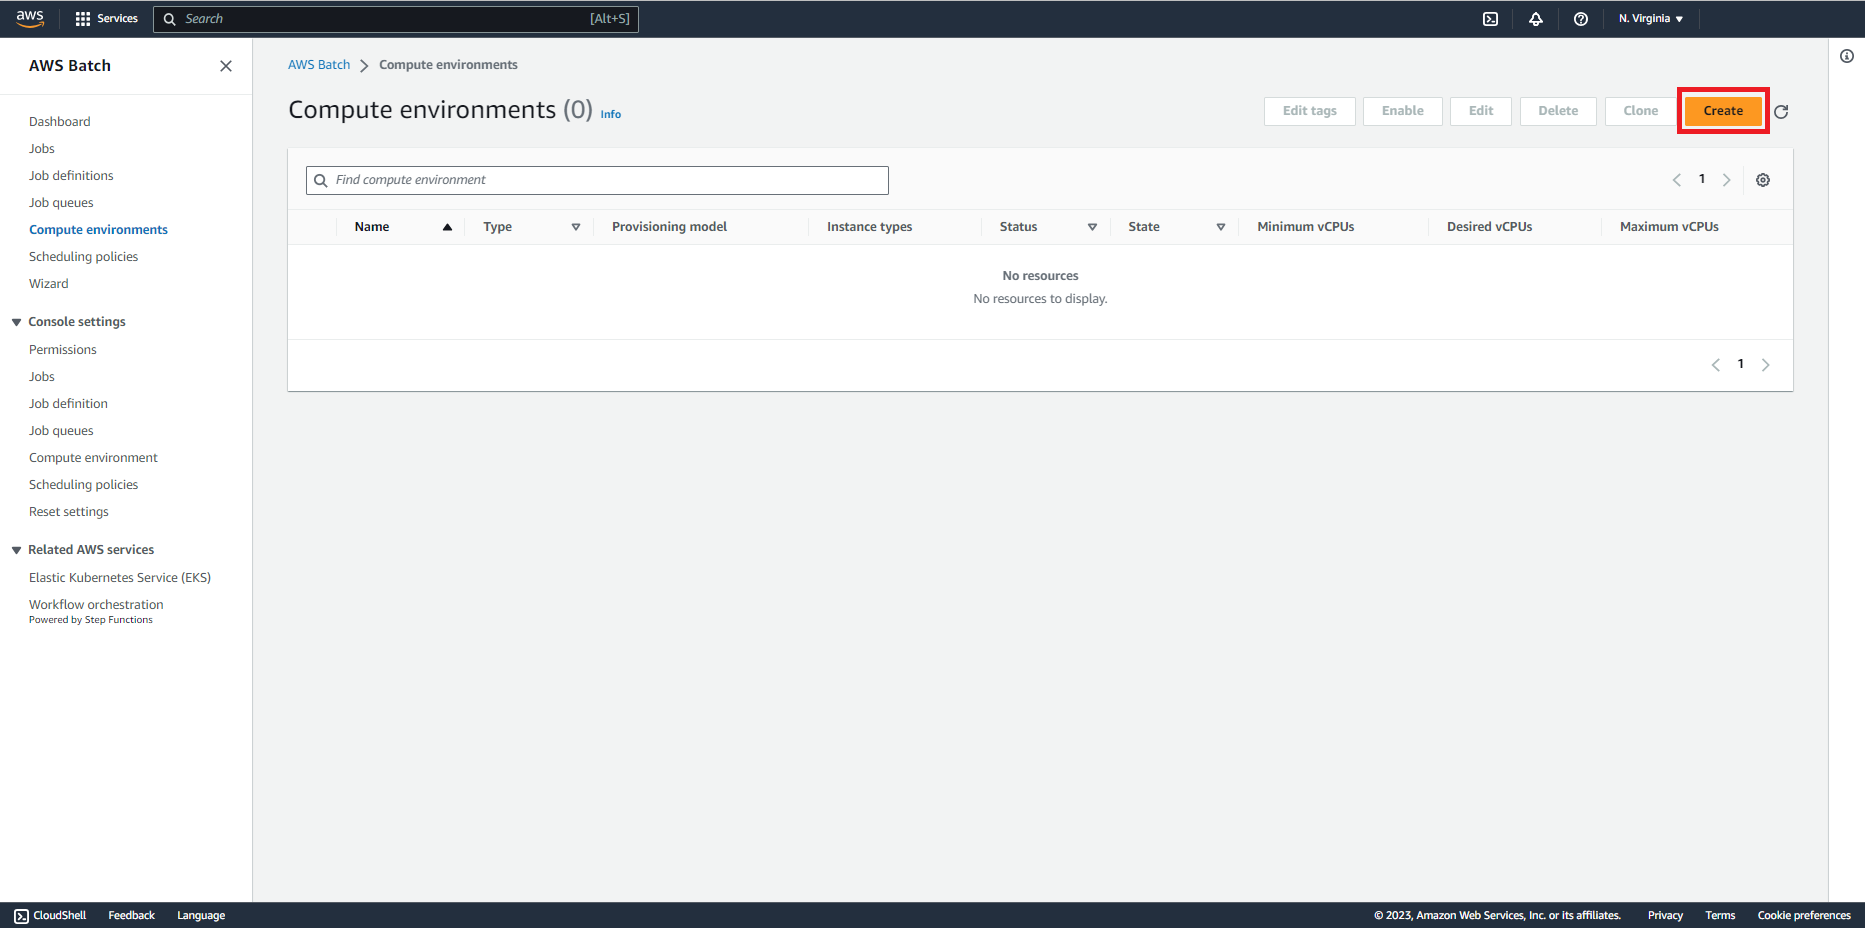 aws Services Search [Alt+S] N. Virginia
AWS Batch
Dashboard
Jobs
Job definitions
Job queues
Compute environments
Scheduling policies
Wizard
Console settings
Permissions
Jobs
Job definition
Job queues
Compute environment
Scheduling policies
Reset settings
Related AWS services
Elastic Kubernetes Service (EKS)
Workflow orchestration
Powered by Step Functions
AWS Batch Compute environments
Compute environments (0) Info Edit tags Enable Edit Delete Clone Create
Find compute environment 1
Name Type Provisioning model Instance types Status State Minimum vCPUs Desired vCPUs Maximum vCPUs
No resources
No resources to display.
1
CloudShell Feedback Language © 2023, Amazon Web Services, Inc. or its affiliates. Privacy Terms Cookie preferences